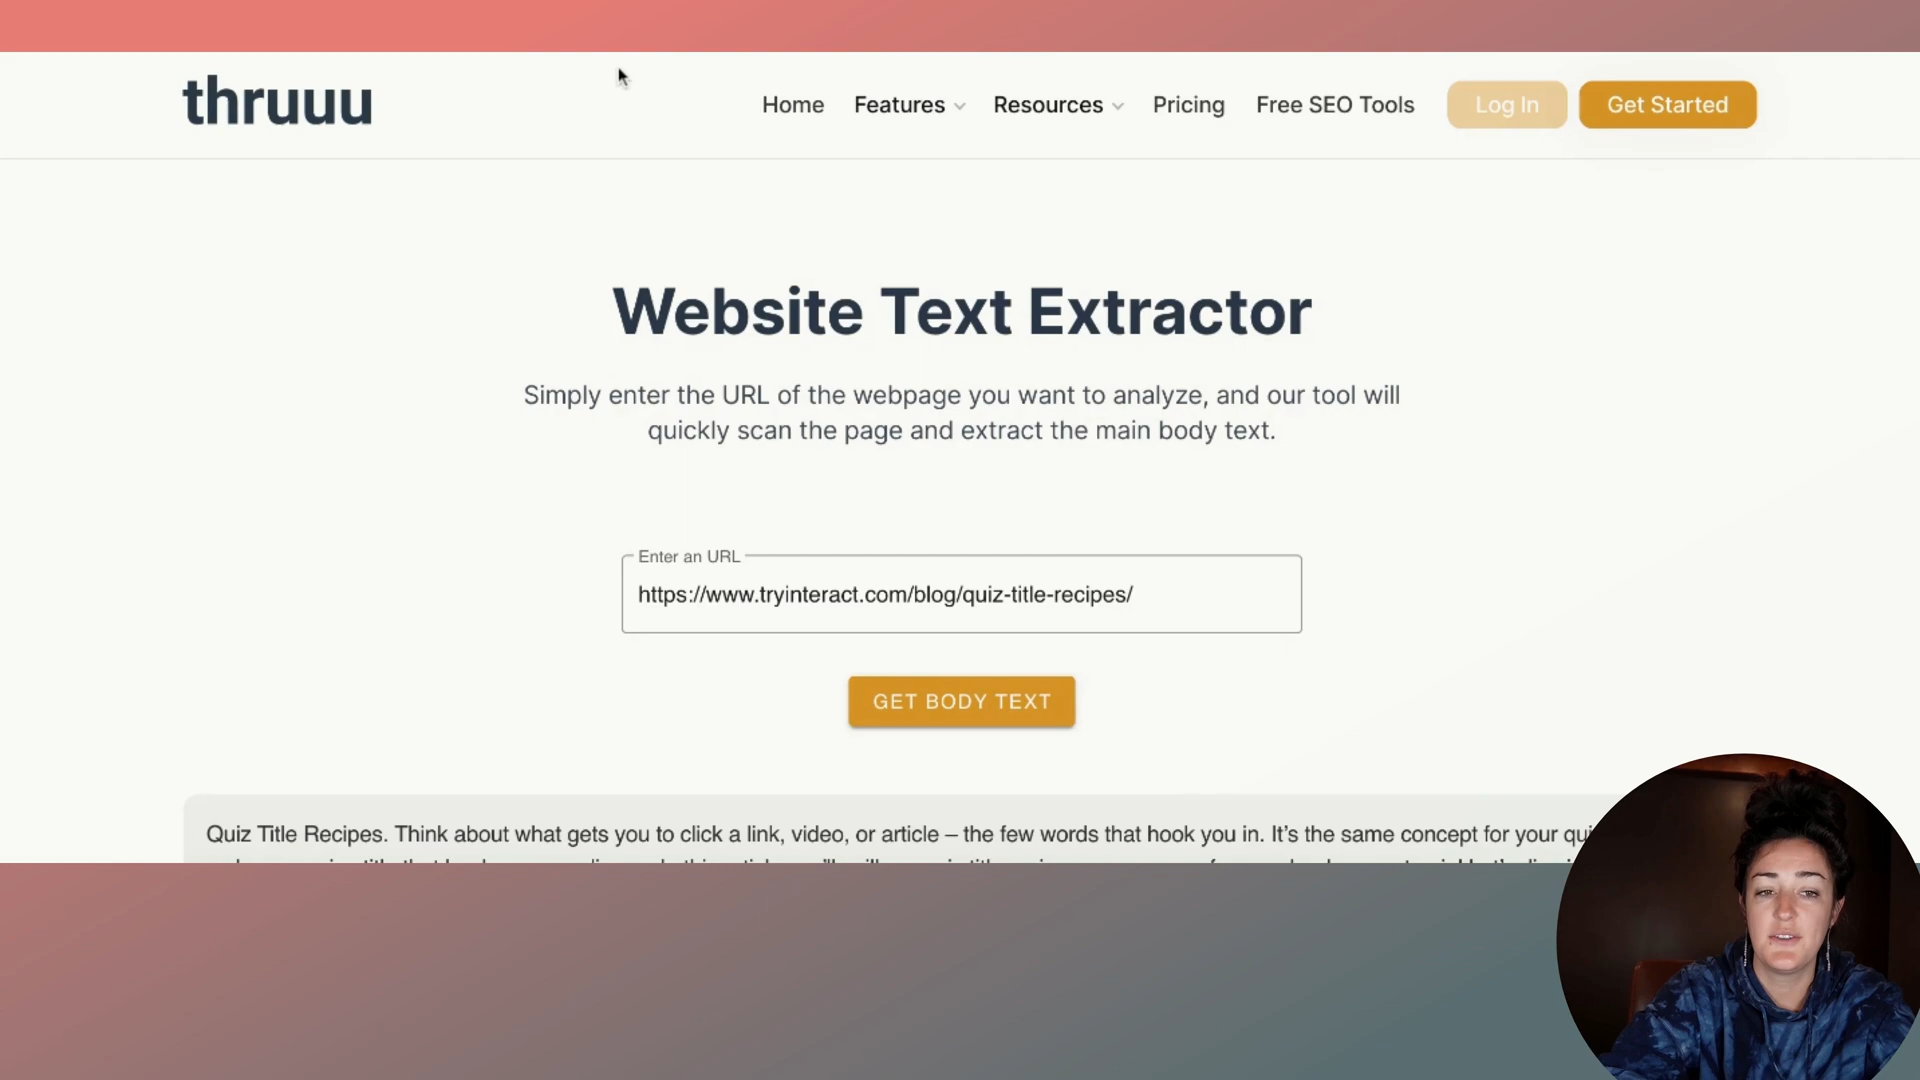 thruuu
Home Features Resources Pricing Free SEO Tools Log In Get Started
Website Text Extractor
Simply enter the URL of the webpage you want to analyze, and our tool will
quickly scan the page and extract the main body text.
Enter an URL
https://www.tryinteract.com/blog/quiz-title-recipes/
GET BODY TEXT
Quiz Title Recipes. Think about what gets you to click a link, video, or article – the few words that hook you in. It’s the same concept for your